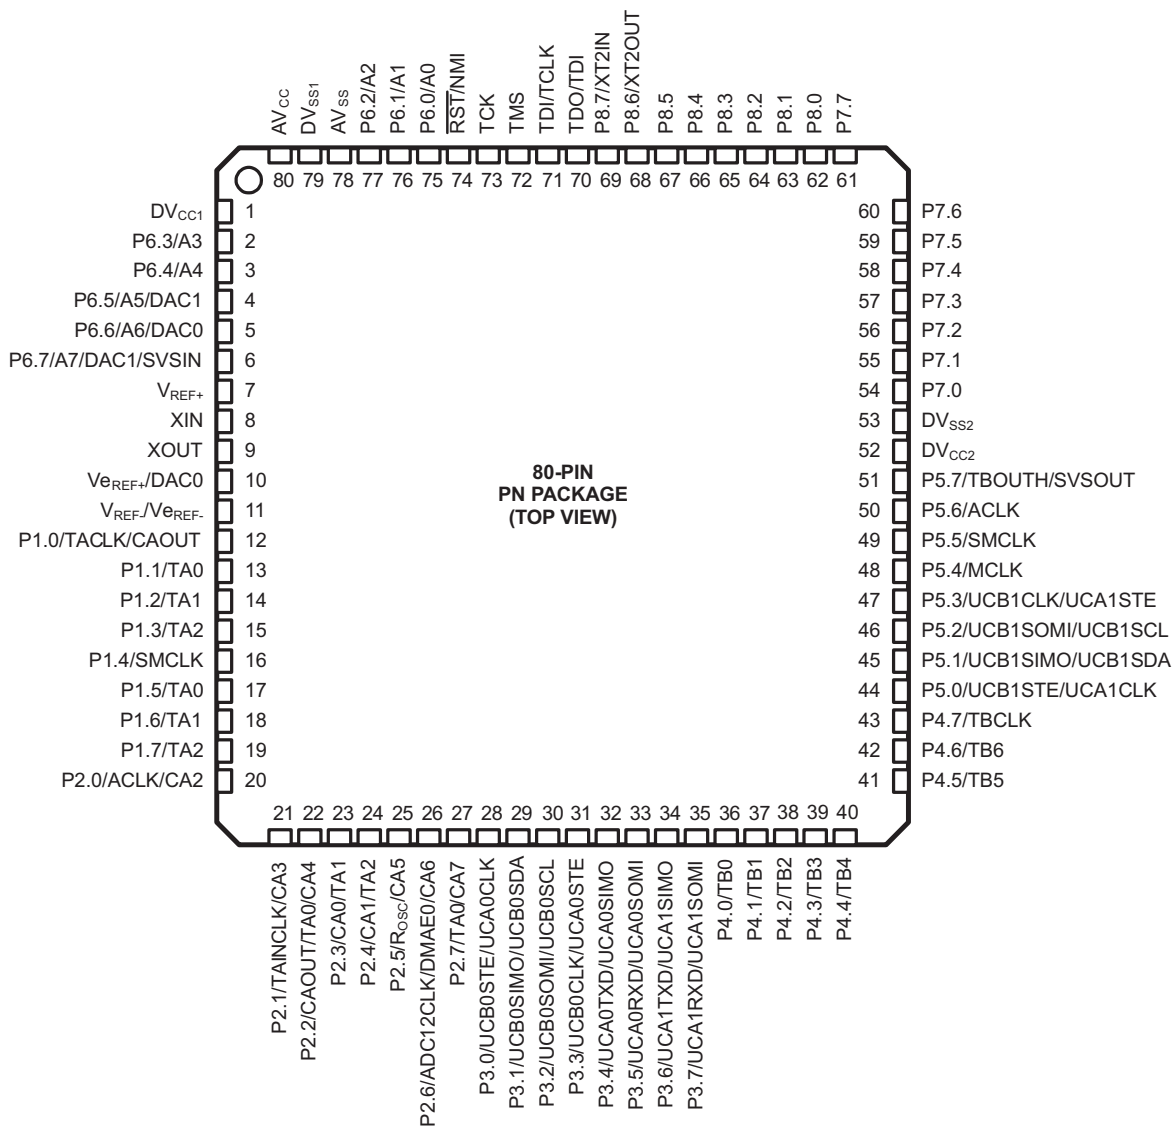 AVCC
DVSS1
AVSS
P6.2/A2
P6.1/A1
P6.0/A0
RST/NMI
TCK
TMS
TDI/TCLK
TDO/TDI
P8.7/XT2IN
P8.6/XT2OUT
P8.5
P8.4
P8.3
P8.2
P8.1
P8.0
P7.7
80 79 78 77 76 75 74 73 72 71 70 69 68 67 66 65 64 63 62 61
DVCC1 1
P6.3/A3 2
P6.4/A4 3
P6.5/A5/DAC1 4
P6.6/A6/DAC0 5
P6.7/A7/DAC1/SVSIN 6
VREF+ 7
XIN 8
XOUT 9
VeREF+/DAC0 10
VREF-/VeREF- 11
P1.0/TACLK/CAOUT 12
P1.1/TA0 13
P1.2/TA1 14
P1.3/TA2 15
P1.4/SMCLK 16
P1.5/TA0 17
P1.6/TA1 18
P1.7/TA2 19
P2.0/ACLK/CA2 20
80-PIN
PN PACKAGE
(TOP VIEW)
60 P7.6
59 P7.5
58 P7.4
57 P7.3
56 P7.2
55 P7.1
54 P7.0
53 DVSS2
52 DVCC2
51 P5.7/TBOUTH/SVSOUT
50 P5.6/ACLK
49 P5.5/SMCLK
48 P5.4/MCLK
47 P5.3/UCB1CLK/UCA1STE
46 P5.2/UCB1SOMI/UCB1SCL
45 P5.1/UCB1SIMO/UCB1SDA
44 P5.0/UCB1STE/UCA1CLK
43 P4.7/TBCLK
42 P4.6/TB6
41 P4.5/TB5
21 22 23 24 25 26 27 28 29 30 31 32 33 34 35 36 37 38 39 40
P2.1/TAINCLK/CA3
P2.2/CAOUT/TA0/CA4
P2.3/CA0/TA1
P2.4/CA1/TA2
P2.5/ROSC/CA5
P2.6/ADC12CLK/DMAE0/CA6
P2.7/TA0/CA7
P3.0/UCB0STE/UCA0CLK
P3.1/UCB0SIMO/UCB0SDA
P3.2/UCB0SOMI/UCB0SCL
P3.3/UCB0CLK/UCA0STE
P3.4/UCA0TXD/UCA0SIMO
P3.5/UCA0RXD/UCA0SOMI
P3.6/UCA1TXD/UCA1SIMO
P3.7/UCA1RXD/UCA1SOMI
P4.0/TB0
P4.1/TB1
P4.2/TB2
P4.3/TB3
P4.4/TB4